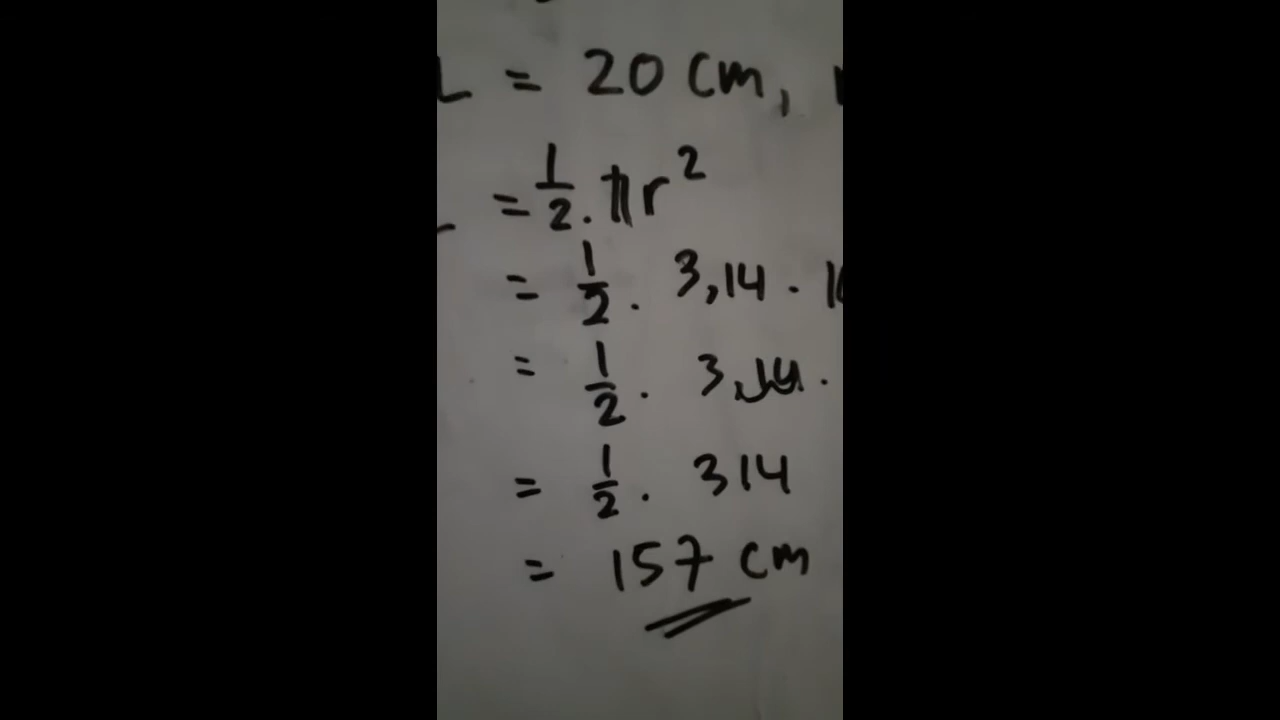 L = 20 cm,
= 1/2 . πr²
= 1/2 . 3,14 .
= 1/2 . 3,14 .
= 1/2 . 314
= 157 cm